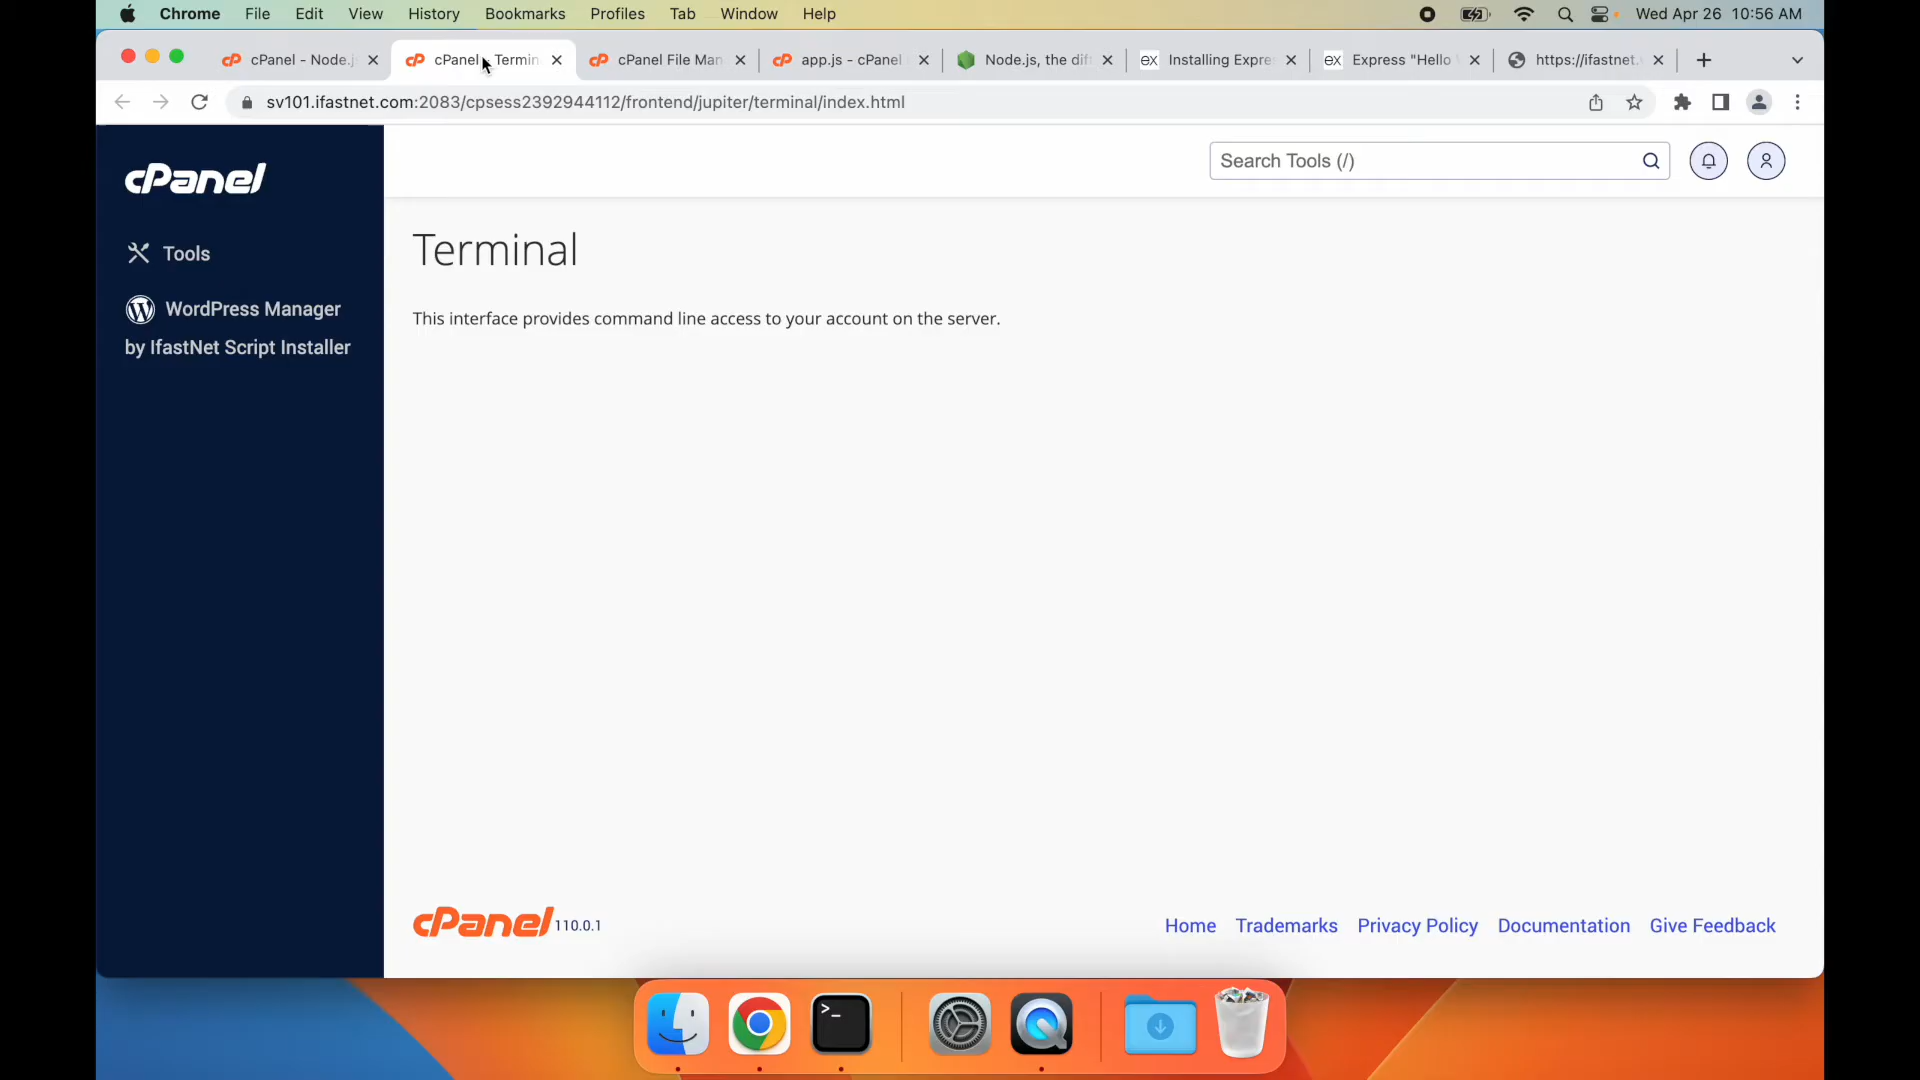 Chrome File Edit View History Bookmarks Profiles Tab Window Help Wed Apr 26 10:56 AM
cPanel - Node.j cPanel Termin cPanel File Man app.js - cPanel Node.js, the dif Installing Expre Express "Hello https://ifastnet.
sv101.ifastnet.com:2083/cpsess2392944112/frontend/jupiter/terminal/index.html
cPanel
Search Tools (/)
Tools
WordPress Manager
by IfastNet Script Installer
Terminal
This interface provides command line access to your account on the server.
cPanel 110.0.1 Home Trademarks Privacy Policy Documentation Give Feedback